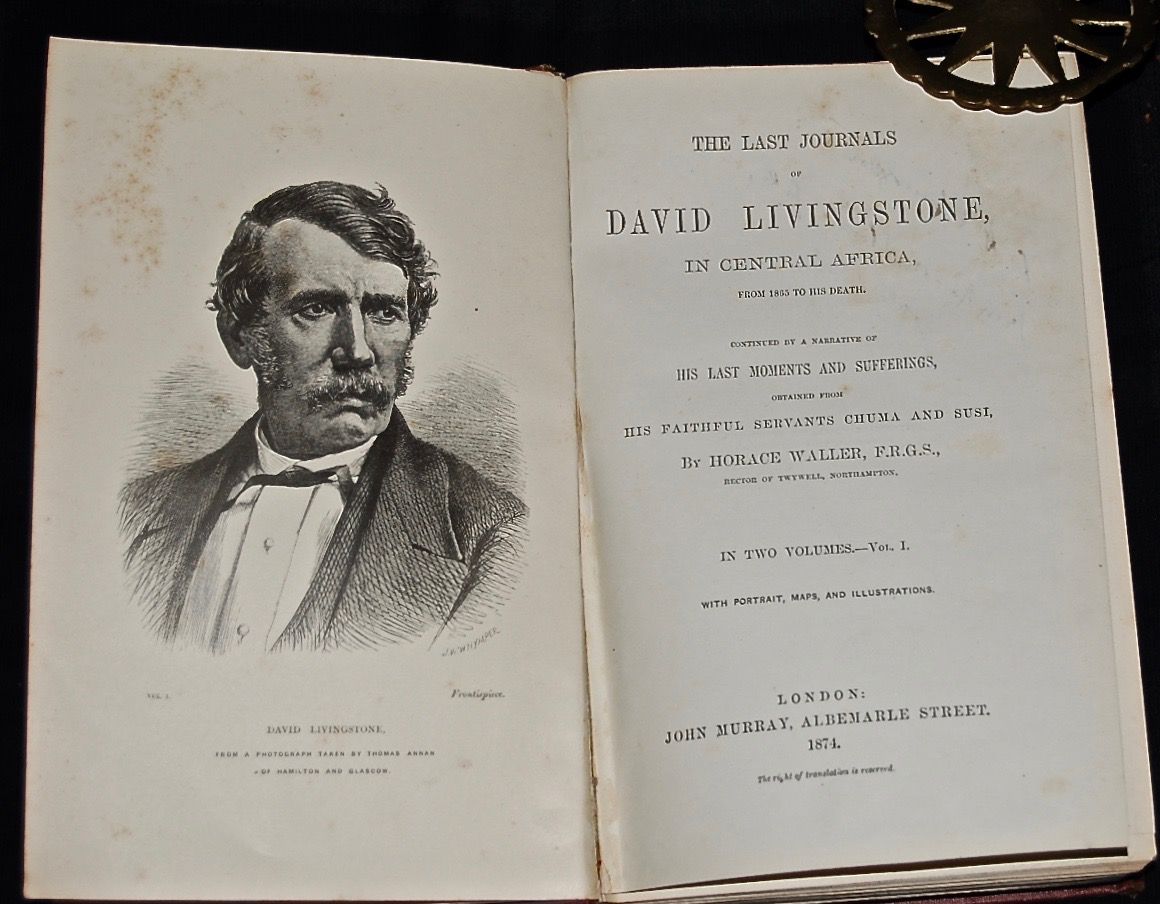 J. W. WHYMPER
VOL. I. Frontispiece.
DAVID LIVINGSTONE,
FROM A PHOTOGRAPH TAKEN BY THOMAS ANNAN
OF HAMILTON AND GLASGOW.
THE LAST JOURNALS
OF
DAVID LIVINGSTONE,
IN CENTRAL AFRICA,
FROM 1865 TO HIS DEATH.
CONTINUED BY A NARRATIVE OF
HIS LAST MOMENTS AND SUFFERINGS,
OBTAINED FROM
HIS FAITHFUL SERVANTS CHUMA AND SUSI,
BY HORACE WALLER, F.R.G.S.,
RECTOR OF TWYWELL, NORTHAMPTON.
IN TWO VOLUMES.—VOL. I.
WITH PORTRAIT, MAPS, AND ILLUSTRATIONS.
LONDON:
JOHN MURRAY, ALBEMARLE STREET.
1874.
The right of translation is reserved.